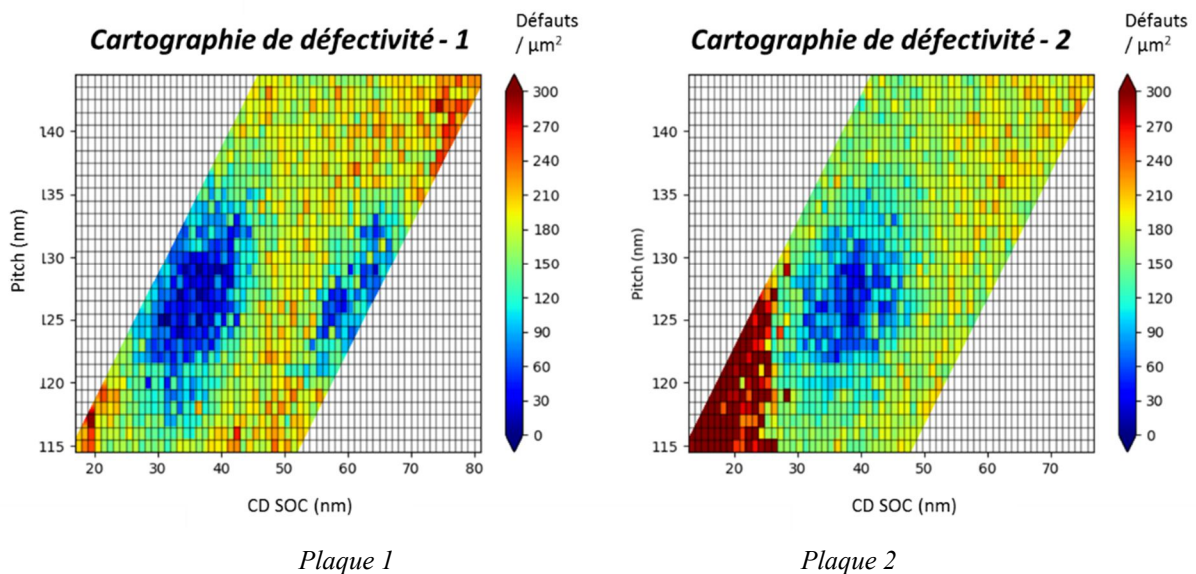 Cartographie de défectivité - 1
Défauts
/ µm²
Pitch (nm)
140
135
130
125
120
115
20 30 40 50 60 70 80
CD SOC (nm)
300
270
240
210
180
150
120
90
60
30
0
Plaque 1
Cartographie de défectivité - 2
Défauts
/ µm²
Pitch (nm)
140
135
130
125
120
115
20 30 40 50 60 70
CD SOC (nm)
300
270
240
210
180
150
120
90
60
30
0
Plaque 2